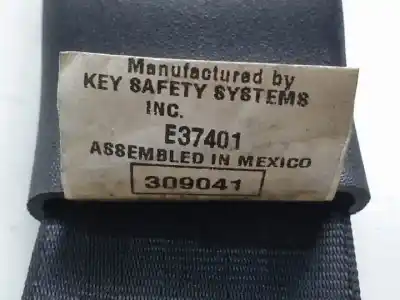 Manufactured by
KEY SAFETY SYSTEMS
INC.
E37401
ASSEMBLED IN MEXICO
309041